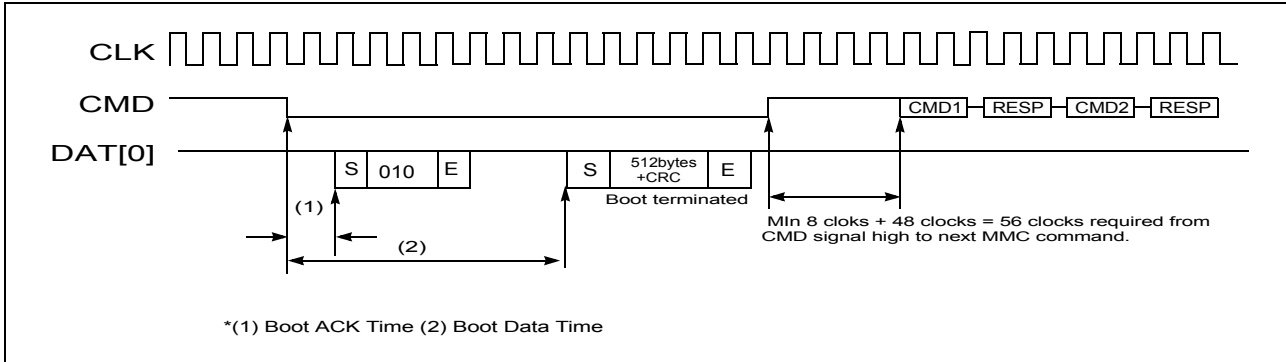 CLK
CMD
CMD1 RESP CMD2 RESP
DAT[0]
S 010 E
S 512bytes +CRC E
Boot terminated
(1)
(2)
MIn 8 cloks + 48 clocks = 56 clocks required from
CMD signal high to next MMC command.
*(1) Boot ACK Time (2) Boot Data Time